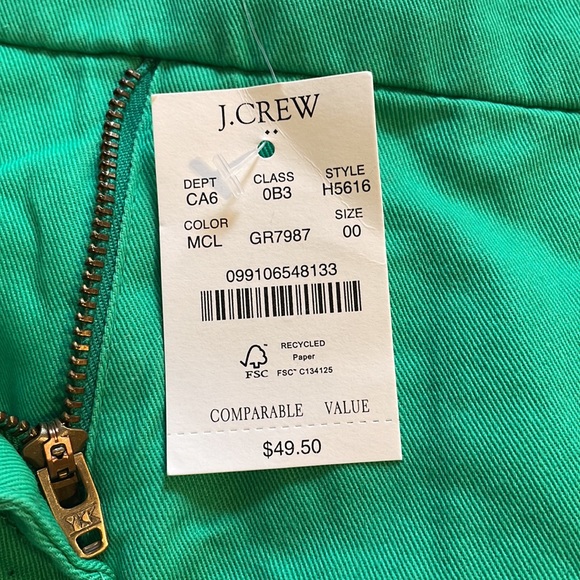 J.CREW
DEPT CLASS STYLE
CA6 0B3 H5616
COLOR SIZE
MCL GR7987 00
099106548133
RECYCLED
Paper
FSC FSC™ C134125
COMPARABLE VALUE
$49.50
YKK